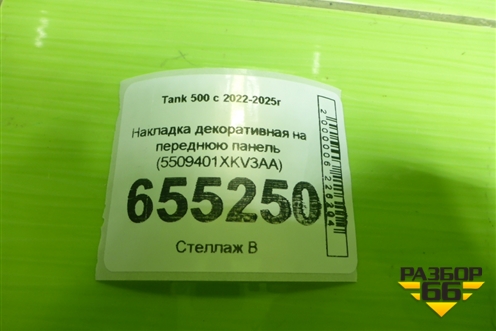 Tank 500 с 2022-2025г
Накладка декоративная на
переднюю панель
(5509401XKV3AA)
655250
Стеллаж В
РАЗБОР
66